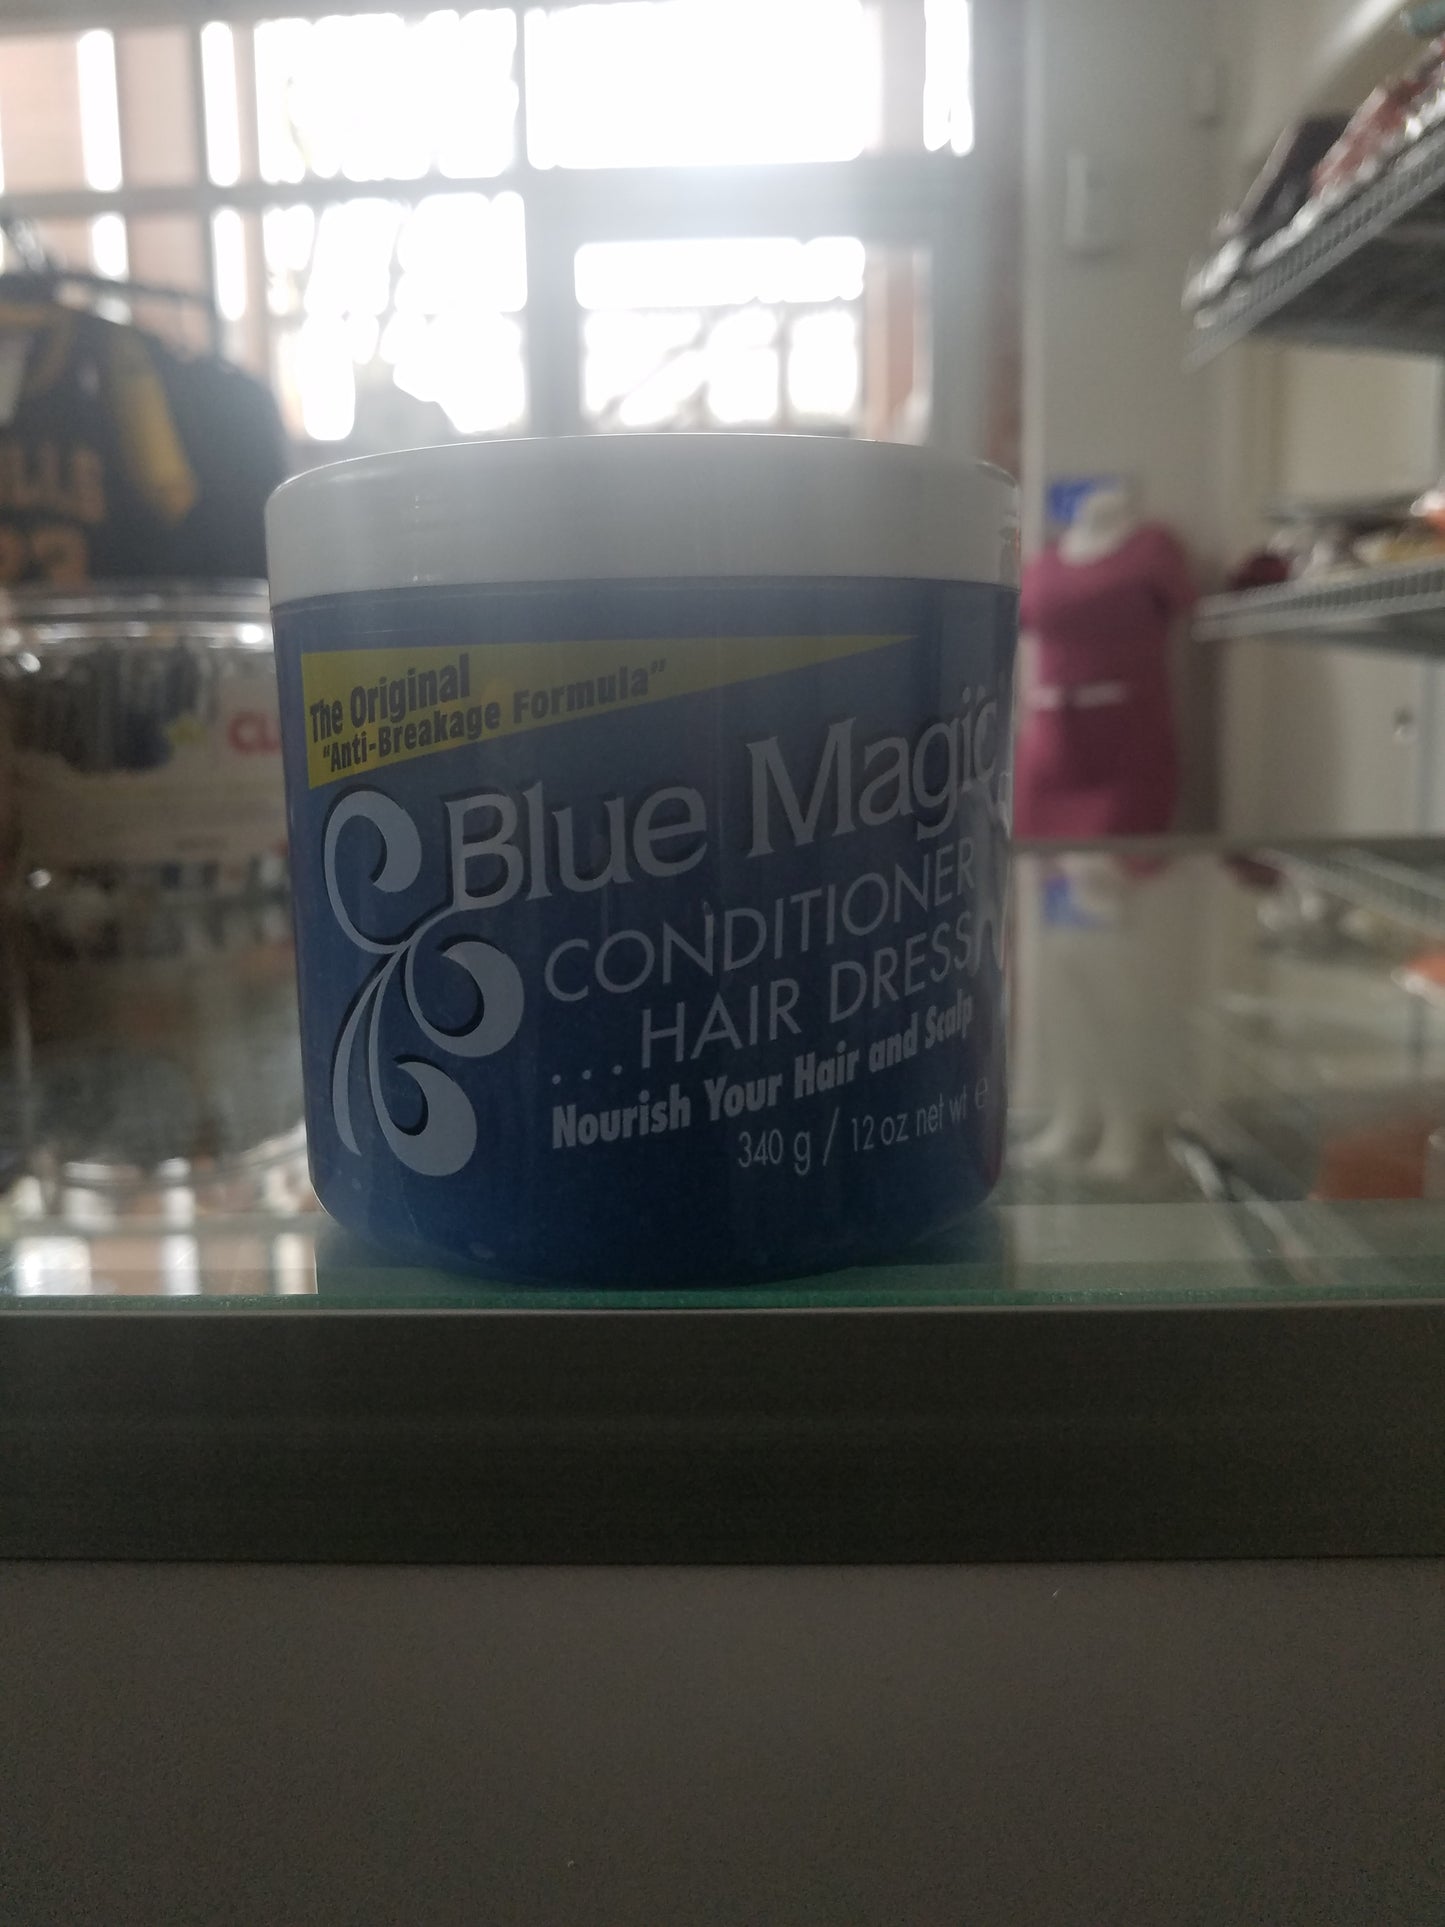 The Original
"Anti-Breakage Formula"
Blue Magic
CONDITIONER
...HAIR DRESS
Nourish Your Hair and Scalp
340 g / 12 oz net wt e